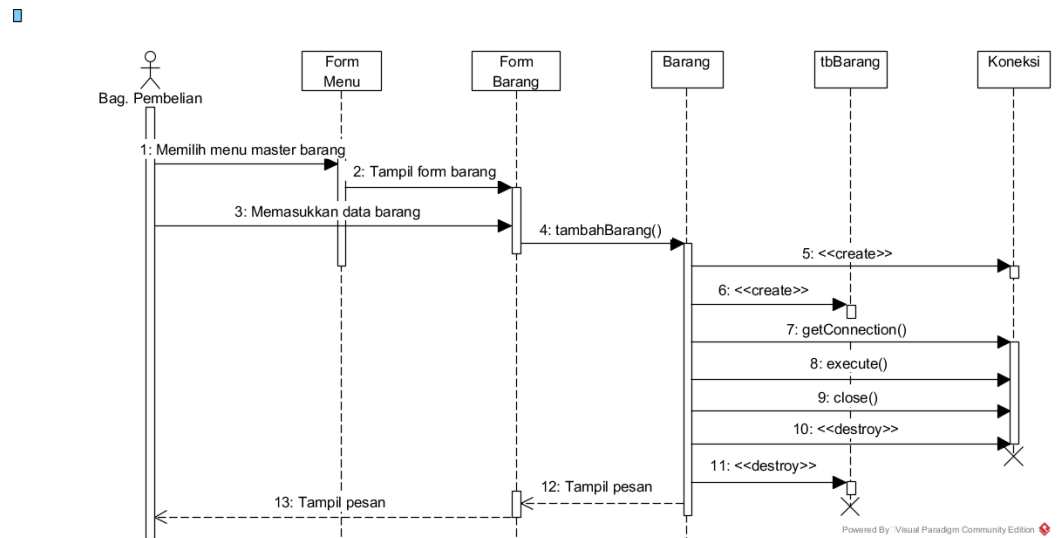 Form
Menu
Form
Barang
Barang
tbBarang
Koneksi
Bag. Pembelian
1: Memilih menu master barang
2: Tampil form barang
3: Memasukkan data barang
4: tambahBarang()
5: <<create>>
6: <<create>>
7: getConnection()
8: execute()
9: close()
10: <<destroy>>
11: <<destroy>>
12: Tampil pesan
13: Tampil pesan
Powered By Visual Paradigm Community Edition